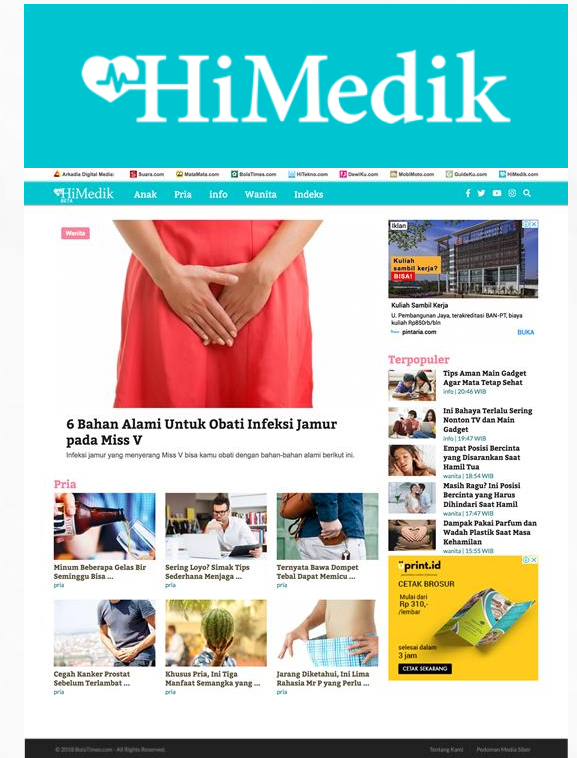 HiMedik
Arkadia Digital Media:
Suara.com
MataMata.com
BolaTimes.com
HiTekno.com
DewiKu.com
MobiMoto.com
GuideKu.com
HiMedik.com
HiMedik
BETA
Anak
Pria
info
Wanita
Indeks
Wanita
6 Bahan Alami Untuk Obati Infeksi Jamur
pada Miss V
Infeksi jamur yang menyerang Miss V bisa kamu obati dengan bahan-bahan alami berikut ini.
Pria
Minum Beberapa Gelas Bir
Seminggu Bisa ...
pria
Sering Loyo? Simak Tips
Sederhana Menjaga ...
pria
Ternyata Bawa Dompet
Tebal Dapat Memicu ...
pria
Cegah Kanker Prostat
Sebelum Terlambat ...
pria
Khusus Pria, Ini Tiga
Manfaat Semangka yang ...
pria
Jarang Diketahui, Ini Lima
Rahasia Mr P yang Perlu ...
pria
Iklan
Kuliah
sambil kerja?
BISA!
Kuliah Sambil Kerja
U. Pembangunan Jaya, terakreditasi BAN-PT, biaya
kuliah Rp850rb/bln
pintaria.com
BUKA
Terpopuler
Tips Aman Main Gadget
Agar Mata Tetap Sehat
info | 20:46 WIB
Ini Bahaya Terlalu Sering
Nonton TV dan Main
Gadget
info | 19:47 WIB
Empat Posisi Bercinta
yang Disarankan Saat
Hamil Tua
wanita | 18:54 WIB
Masih Ragu? Ini Posisi
Bercinta yang Harus
Dihindari Saat Hamil
wanita | 17:47 WIB
Dampak Pakai Parfum dan
Wadah Plastik Saat Masa
Kehamilan
wanita | 15:55 WIB
print.id
CETAK BROSUR
Mulai dari
Rp 310,-
/lembar
selesai dalam
3 jam
CETAK SEKARANG
© 2018 BolaTimes.com - All Rights Reserved.
Tentang Kami
Pedoman Media Siber